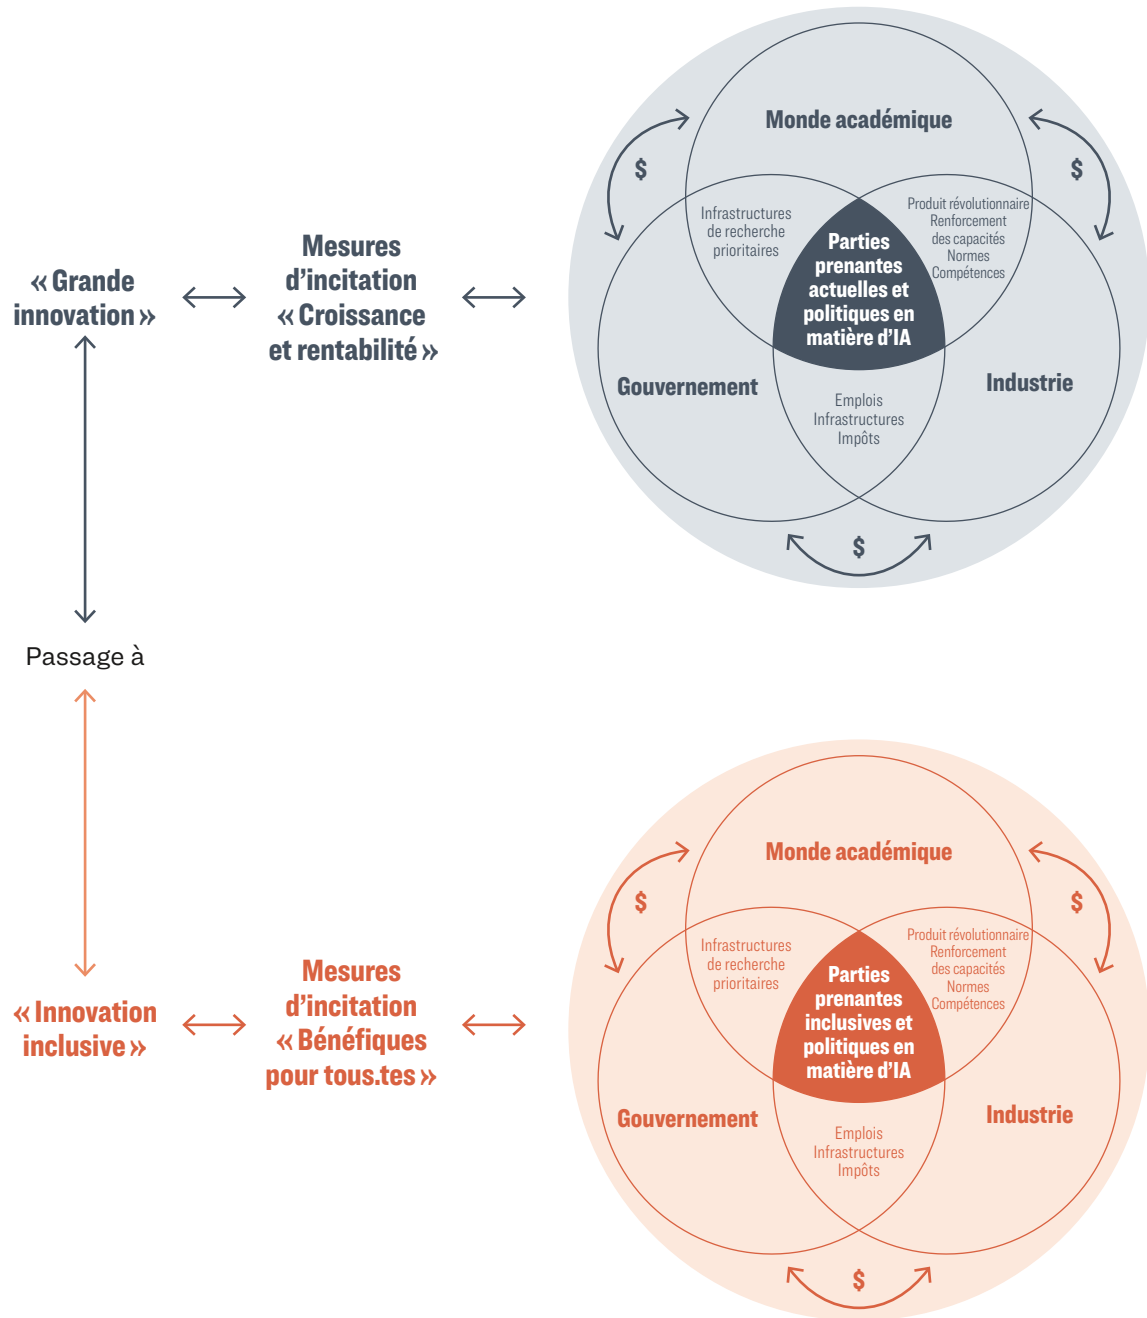 « Grande
innovation »
Mesures
d’incitation
« Croissance
et rentabilité »
Monde académique
$
$
Infrastructures
de recherche
prioritaires
Produit révolutionnaire
Renforcement
des capacités
Normes
Compétences
Parties
prenantes
actuelles et
politiques en
matière d’IA
Gouvernement
Industrie
Emplois
Infrastructures
Impôts
$
Passage à
« Innovation
inclusive »
Mesures
d’incitation
« Bénéfiques
pour tous.tes »
Monde académique
$
$
Infrastructures
de recherche
prioritaires
Produit révolutionnaire
Renforcement
des capacités
Normes
Compétences
Parties
prenantes
inclusives et
politiques en
matière d’IA
Gouvernement
Industrie
Emplois
Infrastructures
Impôts
$